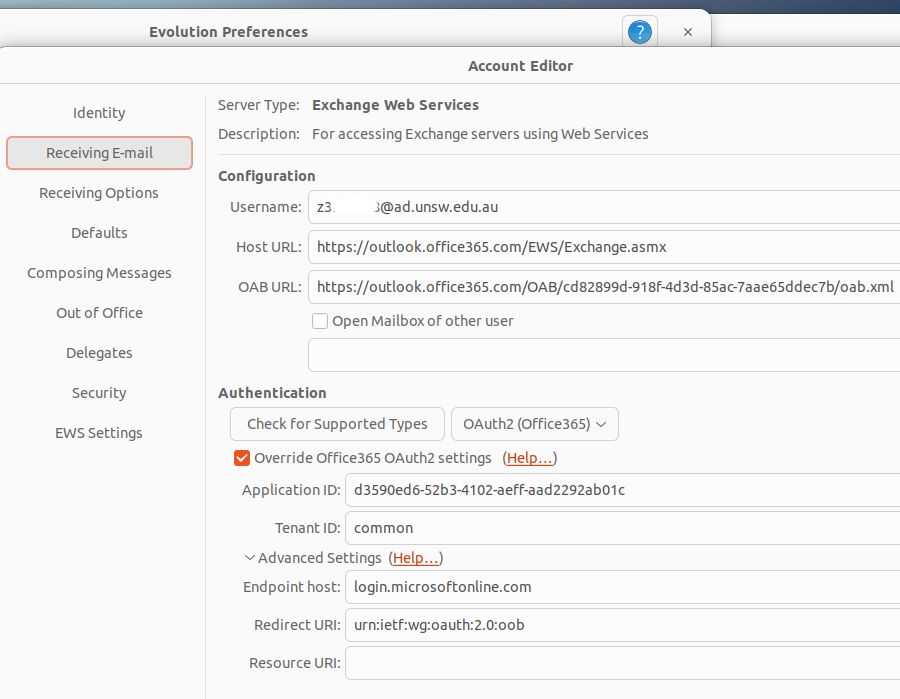 Evolution Preferences
?
×
Account Editor
Identity
Receiving E-mail
Receiving Options
Defaults
Composing Messages
Out of Office
Delegates
Security
EWS Settings
Server Type: Exchange Web Services
Description: For accessing Exchange servers using Web Services
Configuration
Username: z3 3@ad.unsw.edu.au
Host URL: https://outlook.office365.com/EWS/Exchange.asmx
OAB URL: https://outlook.office365.com/OAB/cd82899d-918f-4d3d-85ac-7aae65ddec7b/oab.xml
Open Mailbox of other user
Authentication
Check for Supported Types OAuth2 (Office365)
Override Office365 OAuth2 settings (Help...)
Application ID: d3590ed6-52b3-4102-aeff-aad2292ab01c
Tenant ID: common
Advanced Settings (Help...)
Endpoint host: login.microsoftonline.com
Redirect URI: urn:ietf:wg:oauth:2.0:oob
Resource URI: